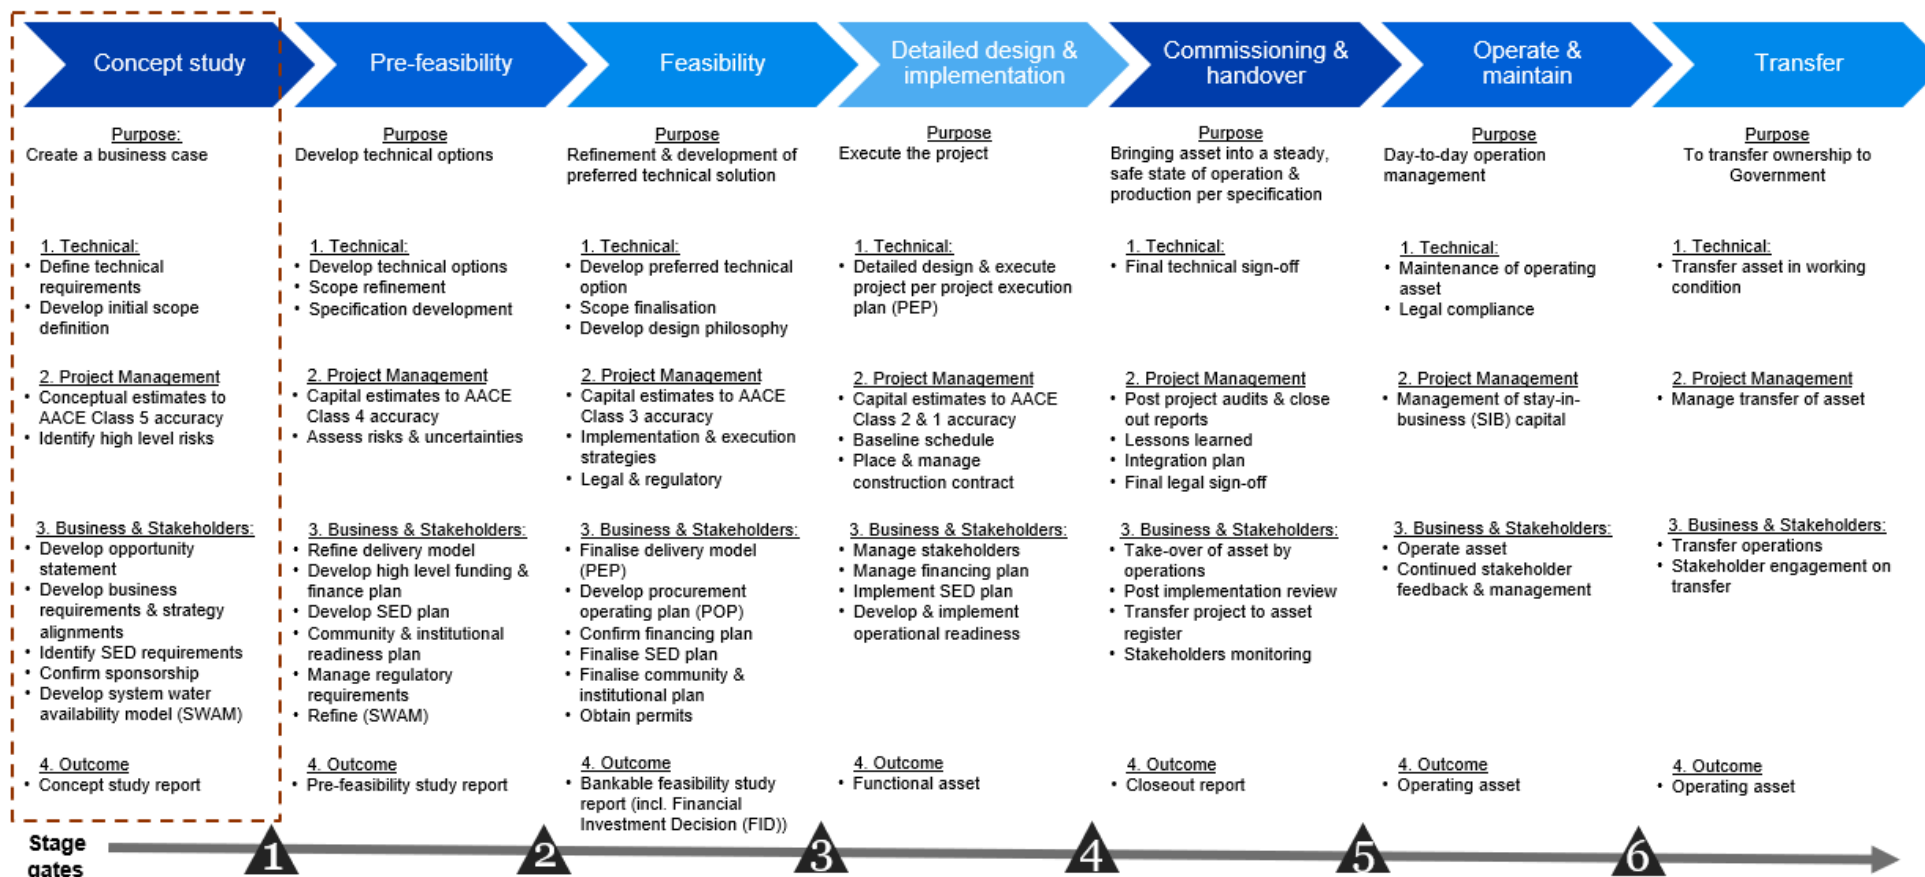 Concept study
Pre-feasibility
Feasibility
Detailed design &
implementation
Commissioning &
handover
Operate &
maintain
Transfer
Purpose:
Create a business case
1. Technical:
• Define technical
requirements
• Develop initial scope
definition
2. Project Management
• Conceptual estimates to
AACE Class 5 accuracy
• Identify high level risks
3. Business & Stakeholders:
• Develop opportunity
statement
• Develop business
requirements & strategy
alignments
• Identify SED requirements
• Confirm sponsorship
• Develop system water
availability model (SWAM)
4. Outcome
• Concept study report
Purpose
Develop technical options
1. Technical:
• Develop technical options
• Scope refinement
• Specification development
2. Project Management
• Capital estimates to AACE
Class 4 accuracy
• Assess risks & uncertainties
3. Business & Stakeholders:
• Refine delivery model
• Develop high level funding &
finance plan
• Develop SED plan
• Community & institutional
readiness plan
• Manage regulatory
requirements
• Refine (SWAM)
4. Outcome
• Pre-feasibility study report
Purpose
Refinement & development of
preferred technical solution
1. Technical:
• Develop preferred technical
option
• Scope finalisation
• Develop design philosophy
2. Project Management
• Capital estimates to AACE
Class 3 accuracy
• Implementation & execution
strategies
• Legal & regulatory
3. Business & Stakeholders:
• Finalise delivery model
(PEP)
• Develop procurement
operating plan (POP)
• Confirm financing plan
• Finalise SED plan
• Finalise community &
institutional plan
• Obtain permits
4. Outcome
• Bankable feasibility study
report (incl. Financial
Investment Decision (FID))
Purpose
Execute the project
1. Technical:
• Detailed design & execute
project per project execution
plan (PEP)
2. Project Management
• Capital estimates to AACE
Class 2 & 1 accuracy
• Baseline schedule
• Place & manage
construction contract
3. Business & Stakeholders:
• Manage stakeholders
• Manage financing plan
• Implement SED plan
• Develop & implement
operational readiness
4. Outcome
• Functional asset
Purpose
Bringing asset into a steady,
safe state of operation &
production per specification
1. Technical:
• Final technical sign-off
2. Project Management
• Post project audits & close
out reports
• Lessons learned
• Integration plan
• Final legal sign-off
3. Business & Stakeholders:
• Take-over of asset by
operations
• Post implementation review
• Transfer project to asset
register
• Stakeholders monitoring
4. Outcome
• Closeout report
Purpose
Day-to-day operation
management
1. Technical:
• Maintenance of operating
asset
• Legal compliance
2. Project Management
• Management of stay-in-
business (SIB) capital
3. Business & Stakeholders:
• Operate asset
• Continued stakeholder
feedback & management
4. Outcome
• Operating asset
Purpose
To transfer ownership to
Government
1. Technical:
• Transfer asset in working
condition
2. Project Management
• Manage transfer of asset
3. Business & Stakeholders:
• Transfer operations
• Stakeholder engagement on
transfer
4. Outcome
• Operating asset
Stage
gates
1
2
3
4
5
6